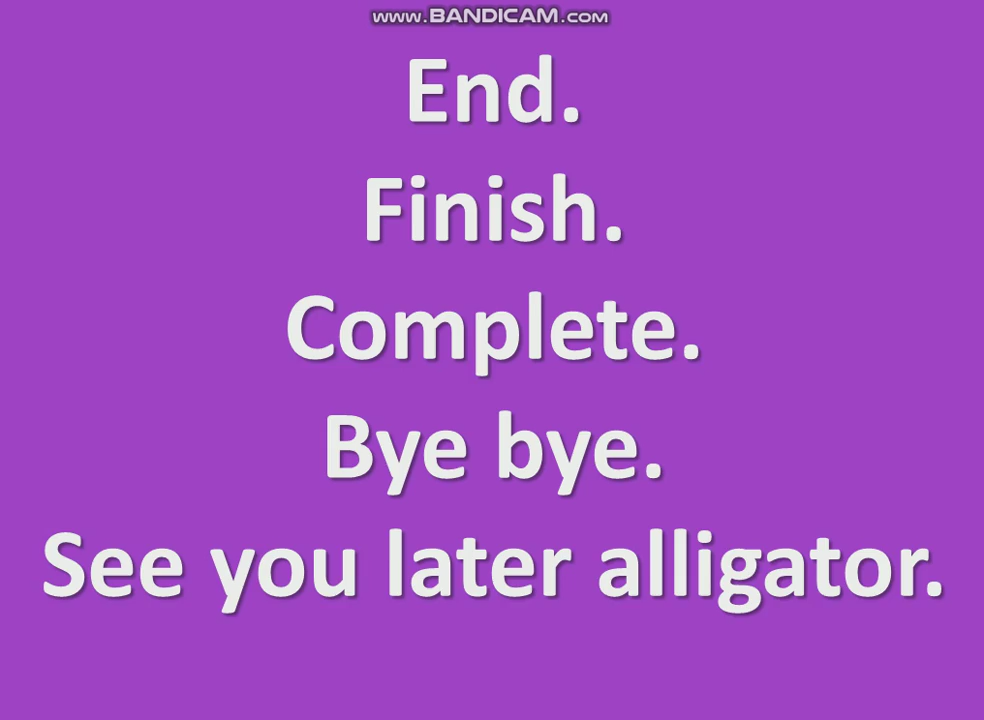 www.BANDICAM.com
End.
Finish.
Complete.
Bye bye.
See you later alligator.